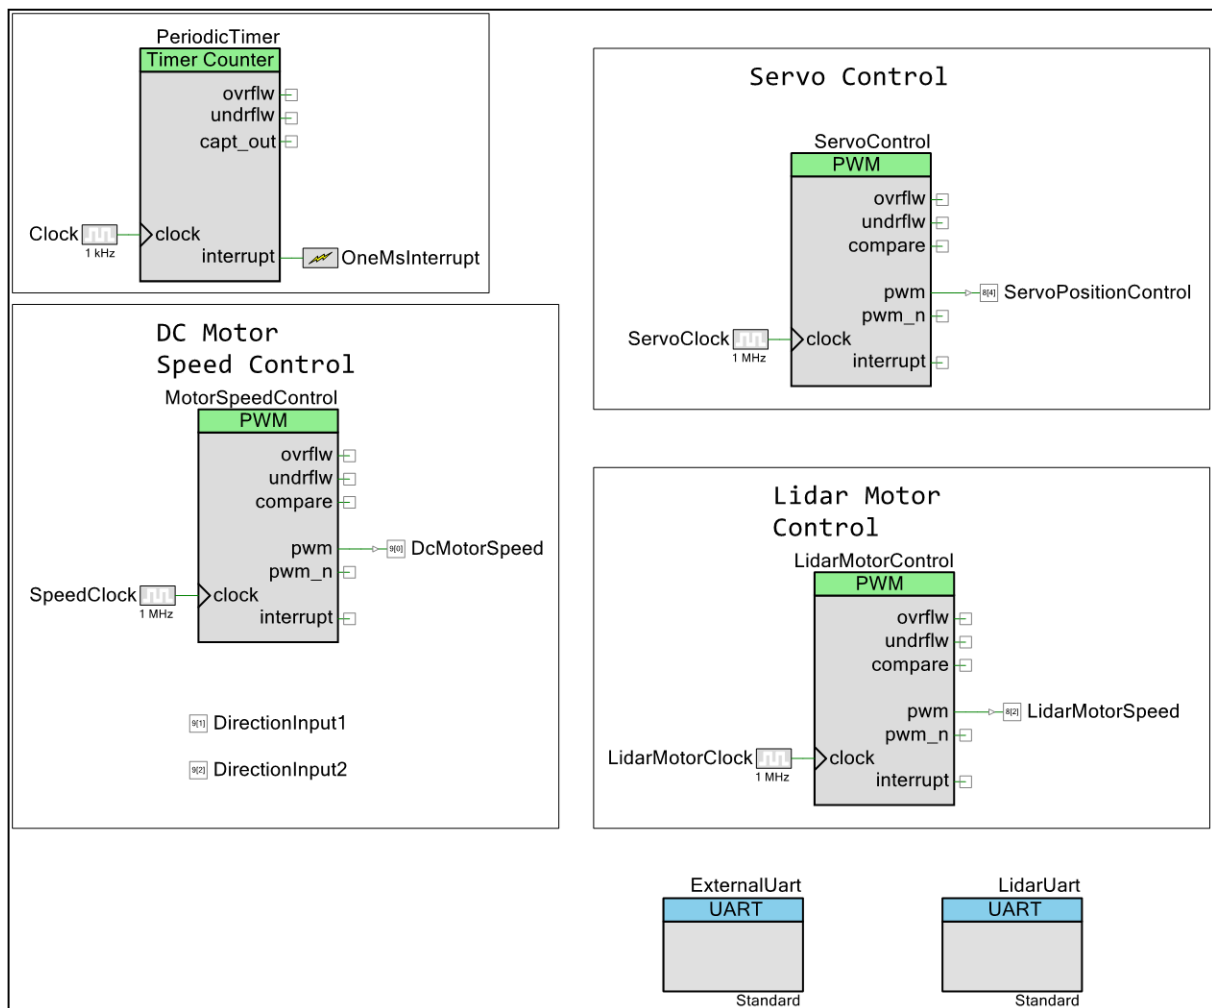 PeriodicTimer
Timer Counter
ovrflw
undrflw
capt_out
Clock
1 kHz
clock
interrupt
OneMsInterrupt
Servo Control
ServoControl
PWM
ovrflw
undrflw
compare
pwm
8[4]
ServoPositionControl
pwm_n
ServoClock
1 MHz
clock
interrupt
DC Motor
Speed Control
MotorSpeedControl
PWM
ovrflw
undrflw
compare
pwm
9[0]
DcMotorSpeed
pwm_n
SpeedClock
1 MHz
clock
interrupt
9[1]
DirectionInput1
9[2]
DirectionInput2
Lidar Motor
Control
LidarMotorControl
PWM
ovrflw
undrflw
compare
pwm
8[2]
LidarMotorSpeed
pwm_n
LidarMotorClock
1 MHz
clock
interrupt
ExternalUart
UART
Standard
LidarUart
UART
Standard